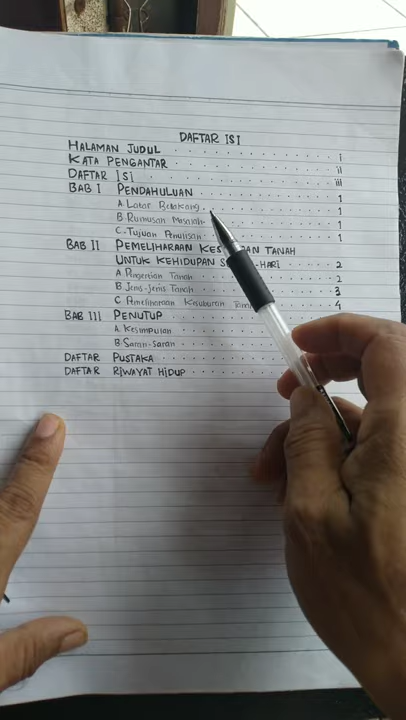 DAFTAR ISI
HALAMAN JUDUL . . . . . . . . . . . . i
KATA PENGANTAR . . . . . . . . . . . . ii
DAFTAR ISI . . . . . . . . . . . . iii
BAB I PENDAHULUAN . . . . . . . . . . . . 1
A. Latar Belakang . . . . . . . . . . 1
B. Rumusan Masalah . . . . . . . . . . 1
C. Tujuan Penulisan . . . . . . . . . . 1
BAB II PEMELIHARAAN TANAH
UNTUK KEHIDUPAN HARI . . . . 2
A. Pengertian Tanah . . . . . . . . . . 2
B. Jenis-Jenis Tanah . . . . . . . . . . 3
C. Pemeliharaan Kesuburan . . . . 4
BAB III PENUTUP . . . . . . . . . . . .
A. Kesimpulan . . . . . . . . . .
B. Saran-Saran . . . . . . . . . .
DAFTAR PUSTAKA . . . . . . . . . . . .
DAFTAR RIWAYAT HIDUP . . . . . . . . . .